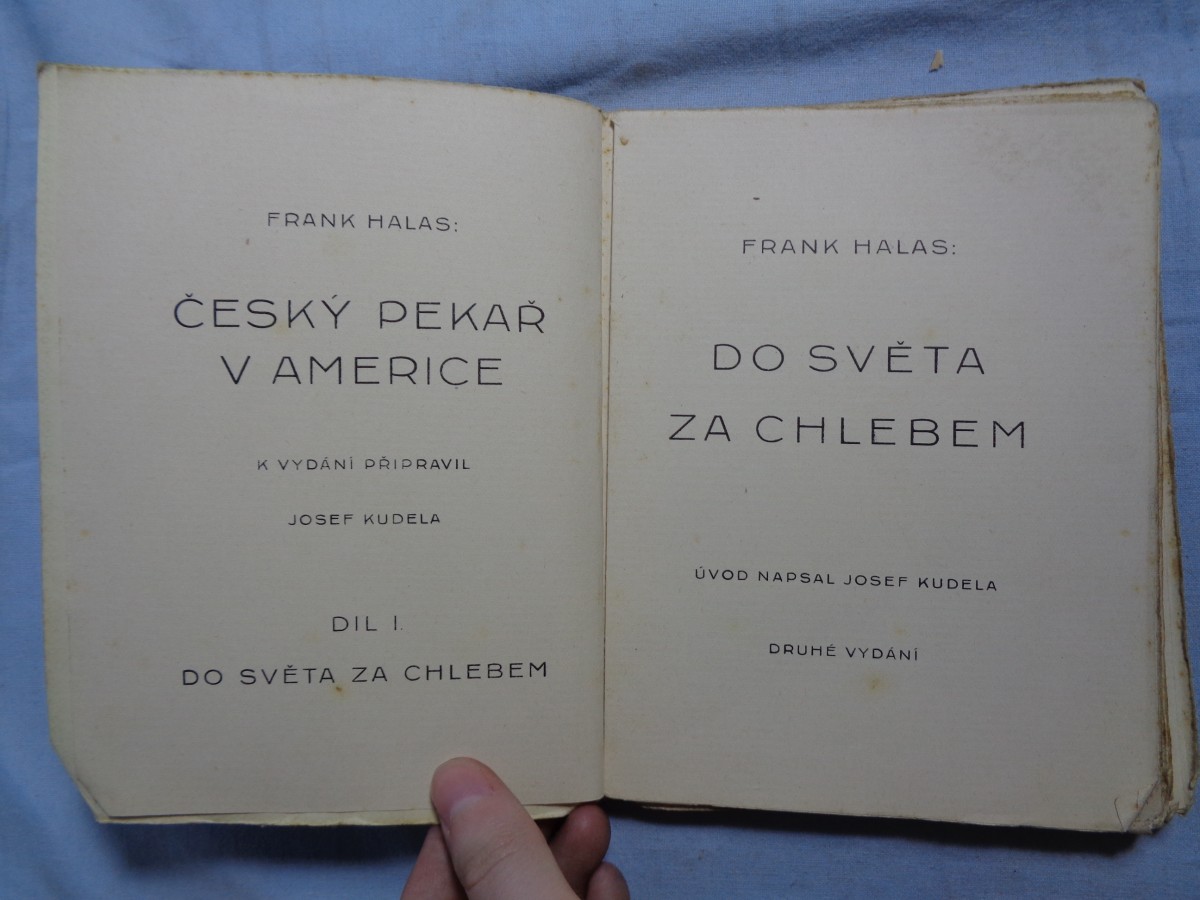 FRANK HALAS:
ČESKÝ PEKAŘ
V AMERICE
K VYDÁNÍ PŘIPRAVIL
JOSEF KUDELA
DIL I.
DO SVĚTA ZA CHLEBEM
FRANK HALAS:
DO SVĚTA
ZA CHLEBEM
ÚVOD NAPSAL JOSEF KUDELA
DRUHÉ VYDÁNÍ